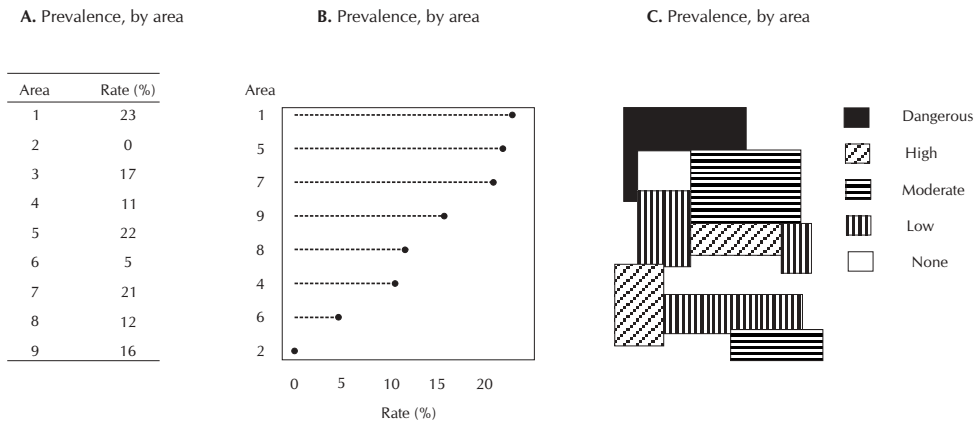 A. Prevalence, by area
Area Rate (%)
1 23
2 0
3 17
4 11
5 22
6 5
7 21
8 12
9 16
B. Prevalence, by area
Area
1
5
7
9
8
4
6
2
0 5 10 15 20
Rate (%)
C. Prevalence, by area
Dangerous
High
Moderate
Low
None